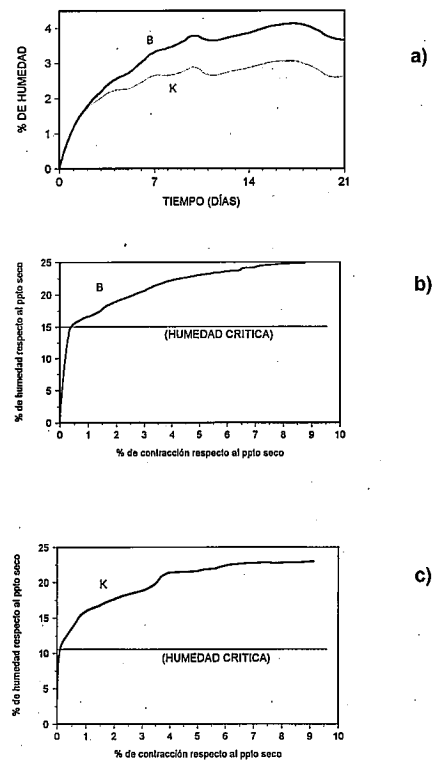 4
3
2
1
0
% DE HUMEDAD
B
K
0
7
14
21
TIEMPO (DÍAS)
a)
25
20
15
10
5
0
% de humedad respecto al ppto seco
B
(HUMEDAD CRITICA)
0 1 2 3 4 5 6 7 8 9 10
% de contracción respecto al ppto seco
b)
25
20
15
10
5
0
% de humedad respecto al ppto seco
K
(HUMEDAD CRITICA)
0 1 2 3 4 5 6 7 8 9 10
% de contracción respecto al ppto seco
c)